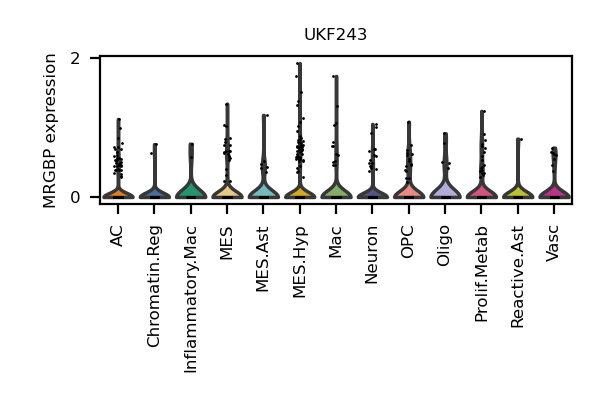 UKF243
MRGBP expression
2
0
AC
Chromatin.Reg
Inflammatory.Mac
MES
MES.Ast
MES.Hyp
Mac
Neuron
OPC
Oligo
Prolif.Metab
Reactive.Ast
Vasc